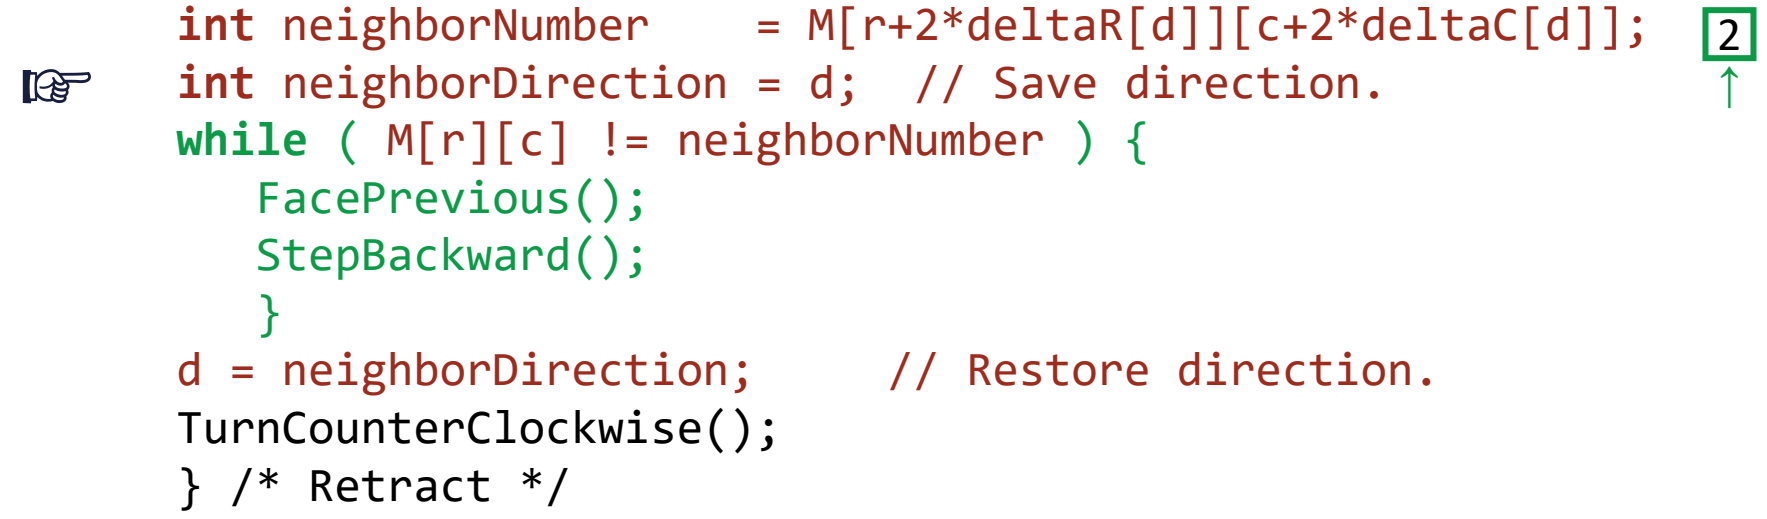 int neighborNumber    = M[r+2*deltaR[d]][c+2*deltaC[d]]; 2
int neighborDirection = d;  // Save direction. ↑
while ( M[r][c] != neighborNumber ) {
   FacePrevious();
   StepBackward();
   }
d = neighborDirection;     // Restore direction.
TurnCounterClockwise();
} /* Retract */